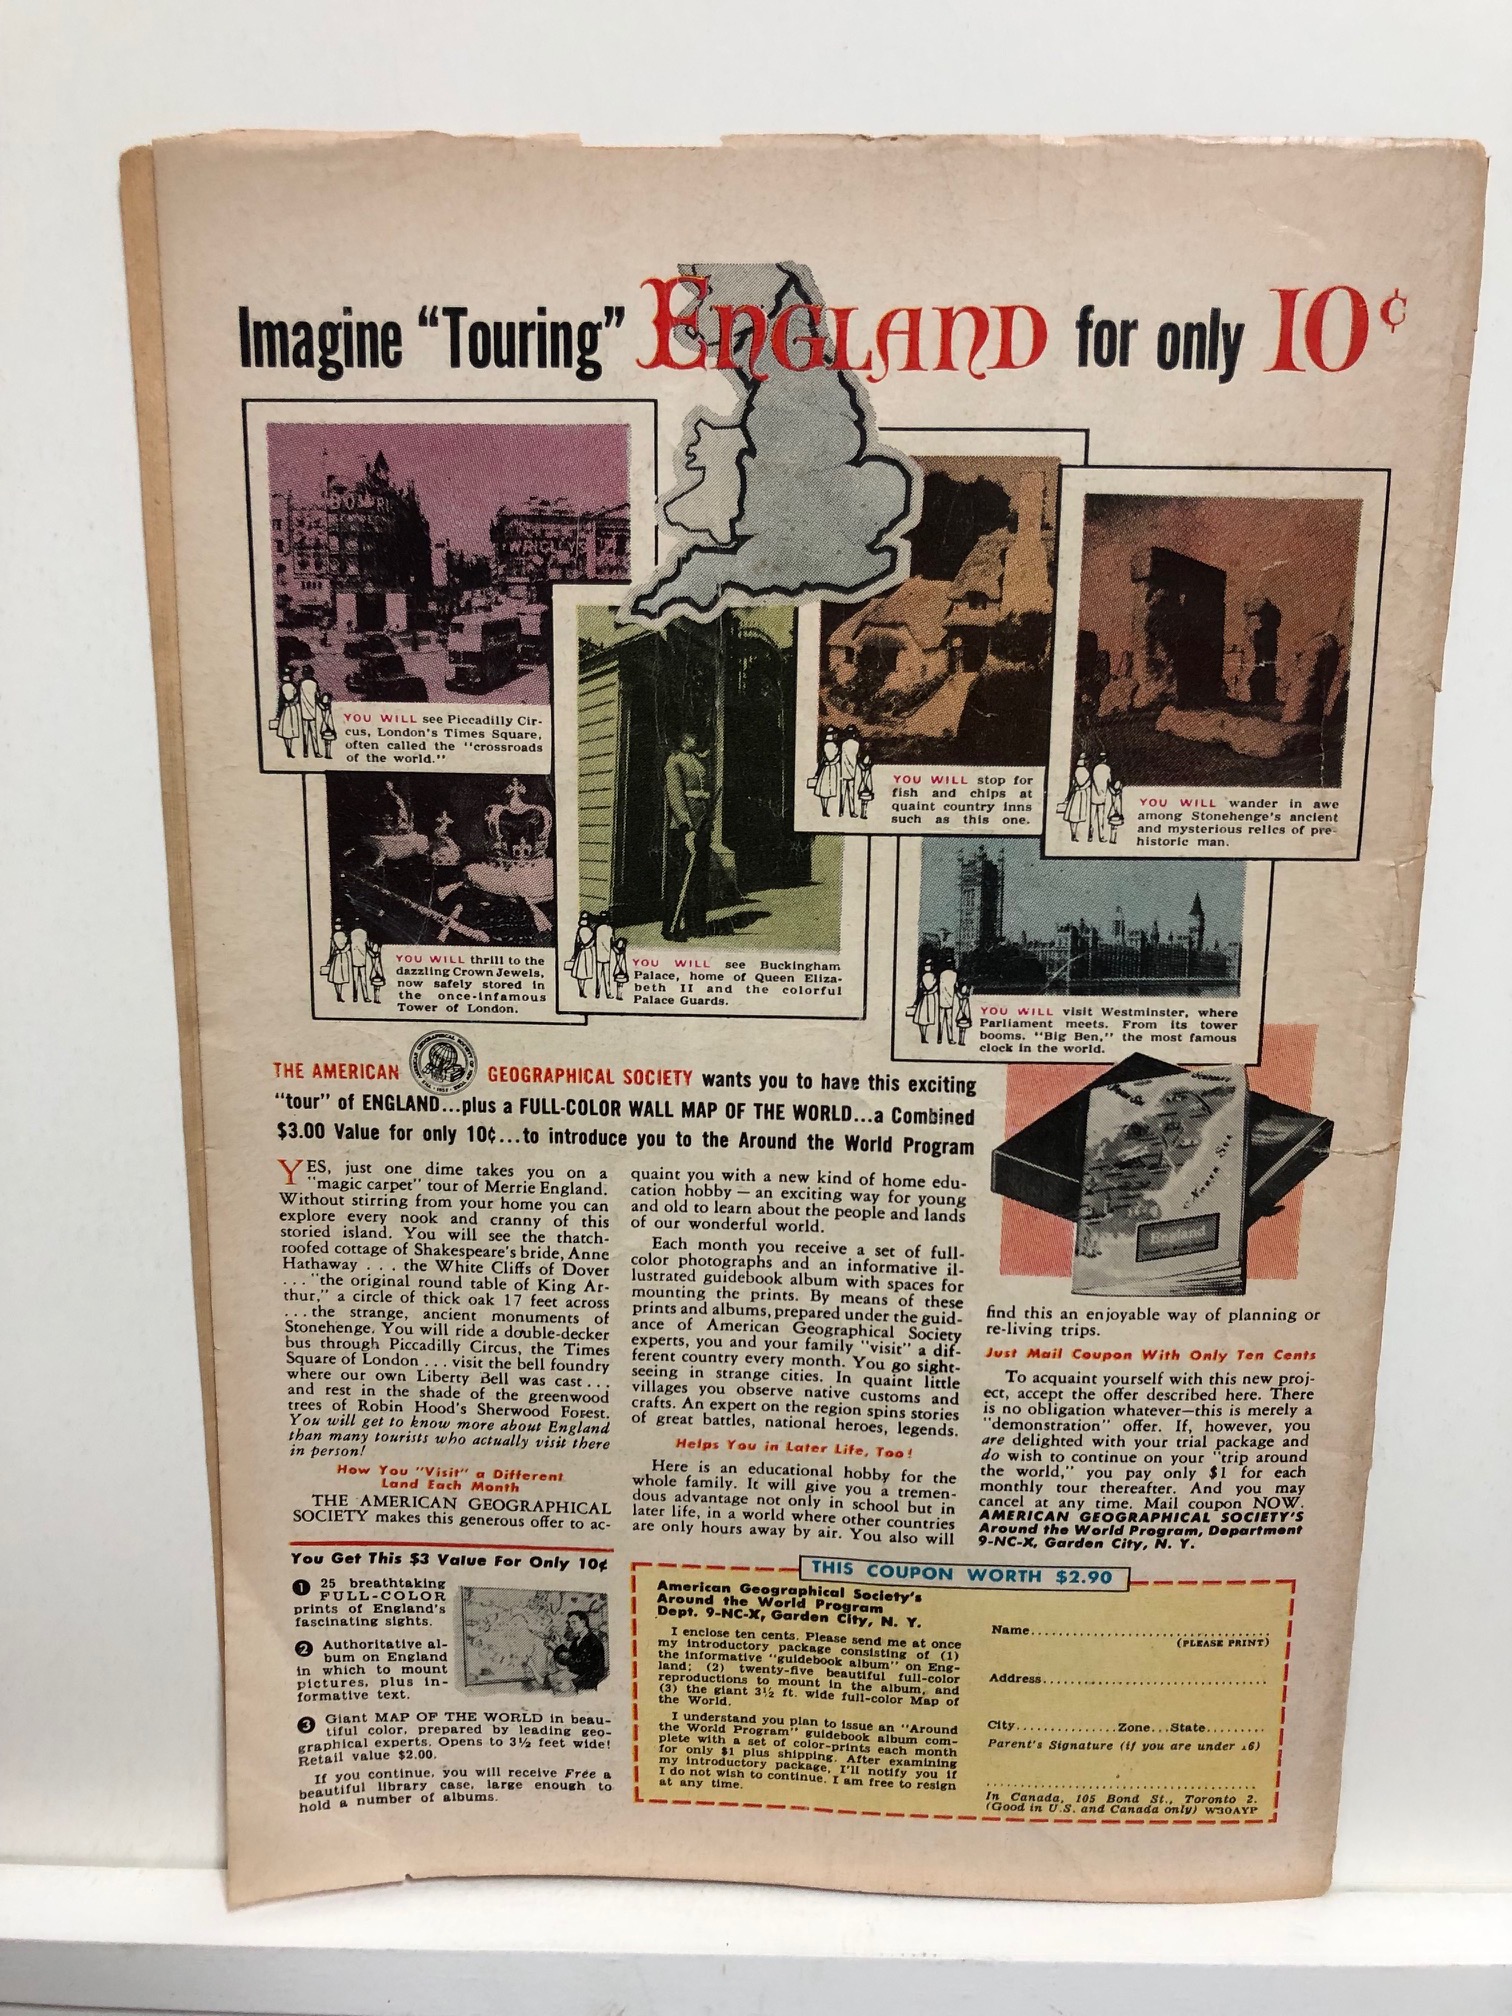 Imagine "Touring" ENGLAND for only 10¢
WRIGLEY'S
YOU WILL see Piccadilly Cir-
cus, London's Times Square,
often called the "crossroads
of the world."
YOU WILL stop for
fish and chips at
quaint country inns
such as this one.
YOU WILL wander in awe
among Stonehenge's ancient
and mysterious relics of pre-
historic man.
YOU WILL thrill to the
dazzling Crown Jewels,
now safely stored in
the once-infamous
Tower of London.
YOU WILL see Buckingham
Palace, home of Queen Eliza-
beth II and the colorful
Palace Guards.
YOU WILL visit Westminster, where
Parliament meets. From its tower
booms, "Big Ben," the most famous
clock in the world.
THE AMERICAN GEOGRAPHICAL SOCIETY wants you to have this exciting
"tour" of ENGLAND...plus a FULL-COLOR WALL MAP OF THE WORLD...a Combined
$3.00 Value for only 10¢...to introduce you to the Around the World Program
YES, just one dime takes you on a
"magic carpet" tour of Merrie England.
Without stirring from your home you can
explore every nook and cranny of this
storied island. You will see the thatch-
roofed cottage of Shakespeare's bride, Anne
Hathaway . . . the White Cliffs of Dover
. . . "the original round table of King Ar-
thur," a circle of thick oak 17 feet across
. . . the strange, ancient monuments of
Stonehenge. You will ride a double-decker
bus through Piccadilly Circus, the Times
Square of London . . . visit the bell foundry
where our own Liberty Bell was cast . . .
and rest in the shade of the greenwood
trees of Robin Hood's Sherwood Forest.
You will get to know more about England
than many tourists who actually visit there
in person!
How You "Visit" a Different
Land Each Month
THE AMERICAN GEOGRAPHICAL
SOCIETY makes this generous offer to ac-
quaint you with a new kind of home edu-
cation hobby — an exciting way for young
and old to learn about the people and lands
of our wonderful world.
Each month you receive a set of full-
color photographs and an informative il-
lustrated guidebook album with spaces for
mounting the prints. By means of these
prints and albums, prepared under the guid-
ance of American Geographical Society
experts, you and your family "visit" a dif-
ferent country every month. You go sight-
seeing in strange cities. In quaint little
villages you observe native customs and
crafts. An expert on the region spins stories
of great battles, national heroes, legends.
Helps You in Later Life, Too!
Here is an educational hobby for the
whole family. It will give you a tremen-
dous advantage not only in school but in
later life, in a world where other countries
are only hours away by air. You also will
North Sea
England
find this an enjoyable way of planning or
re-living trips.
Just Mail Coupon With Only Ten Cents
To acquaint yourself with this new proj-
ect, accept the offer described here. There
is no obligation whatever—this is merely a
"demonstration" offer. If, however, you
are delighted with your trial package and
do wish to continue on your "trip around
the world," you pay only $1 for each
monthly tour thereafter. And you may
cancel at any time. Mail coupon NOW.
AMERICAN GEOGRAPHICAL SOCIETY'S
Around the World Program, Department
9-NC-X, Garden City, N. Y.
You Get This $3 Value For Only 10¢
1 25 breathtaking
FULL-COLOR
prints of England's
fascinating sights.
2 Authoritative al-
bum on England
in which to mount
pictures, plus in-
formative text.
3 Giant MAP OF THE WORLD in beau-
tiful color, prepared by leading geo-
graphical experts. Opens to 3½ feet wide!
Retail value $2.00.
If you continue, you will receive Free a
beautiful library case, large enough to
hold a number of albums.
THIS COUPON WORTH $2.90
American Geographical Society's
Around the World Program
Dept. 9-NC-X, Garden City, N. Y.
I enclose ten cents. Please send me at once
my introductory package consisting of (1)
the informative "guidebook album" on Eng-
land; (2) twenty-five beautiful full-color
reproductions to mount in the album, and
(3) the giant 3½ ft. wide full-color Map of
the World.
I understand you plan to issue an "Around
the World Program" guidebook album com-
plete with a set of color-prints each month
for only $1 plus shipping. After examining
my introductory package, I'll notify you if
I do not wish to continue. I am free to resign
at any time.
Name..............................
(PLEASE PRINT)
Address..............................
City..............Zone...State.........
Parent's Signature (if you are under 16)
..............................
In Canada, 105 Bond St., Toronto 2.
(Good in U.S. and Canada only) W30AYP